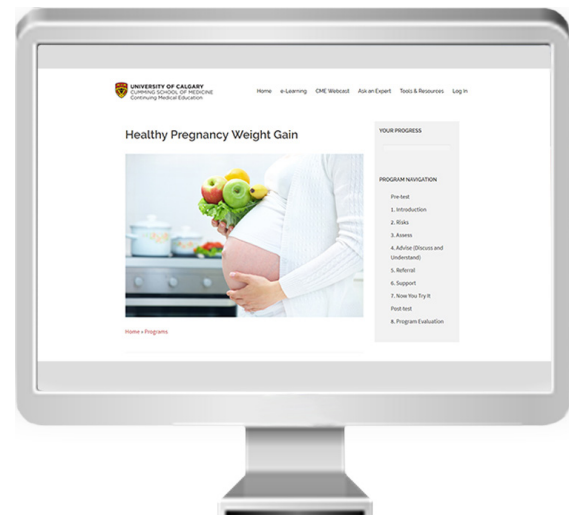 UNIVERSITY OF CALGARY
CUMMING SCHOOL OF MEDICINE
Continuing Medical Education
Home e-Learning CME Webcast Ask an Expert Tools & Resources Log in
Healthy Pregnancy Weight Gain
Home » Programs
YOUR PROGRESS
PROGRAM NAVIGATION
Pre-test
1. Introduction
2. Risks
3. Assess
4. Advise (Discuss and
Understand)
5. Referral
6. Support
7. Now You Try It
Post-test
8. Program Evaluation